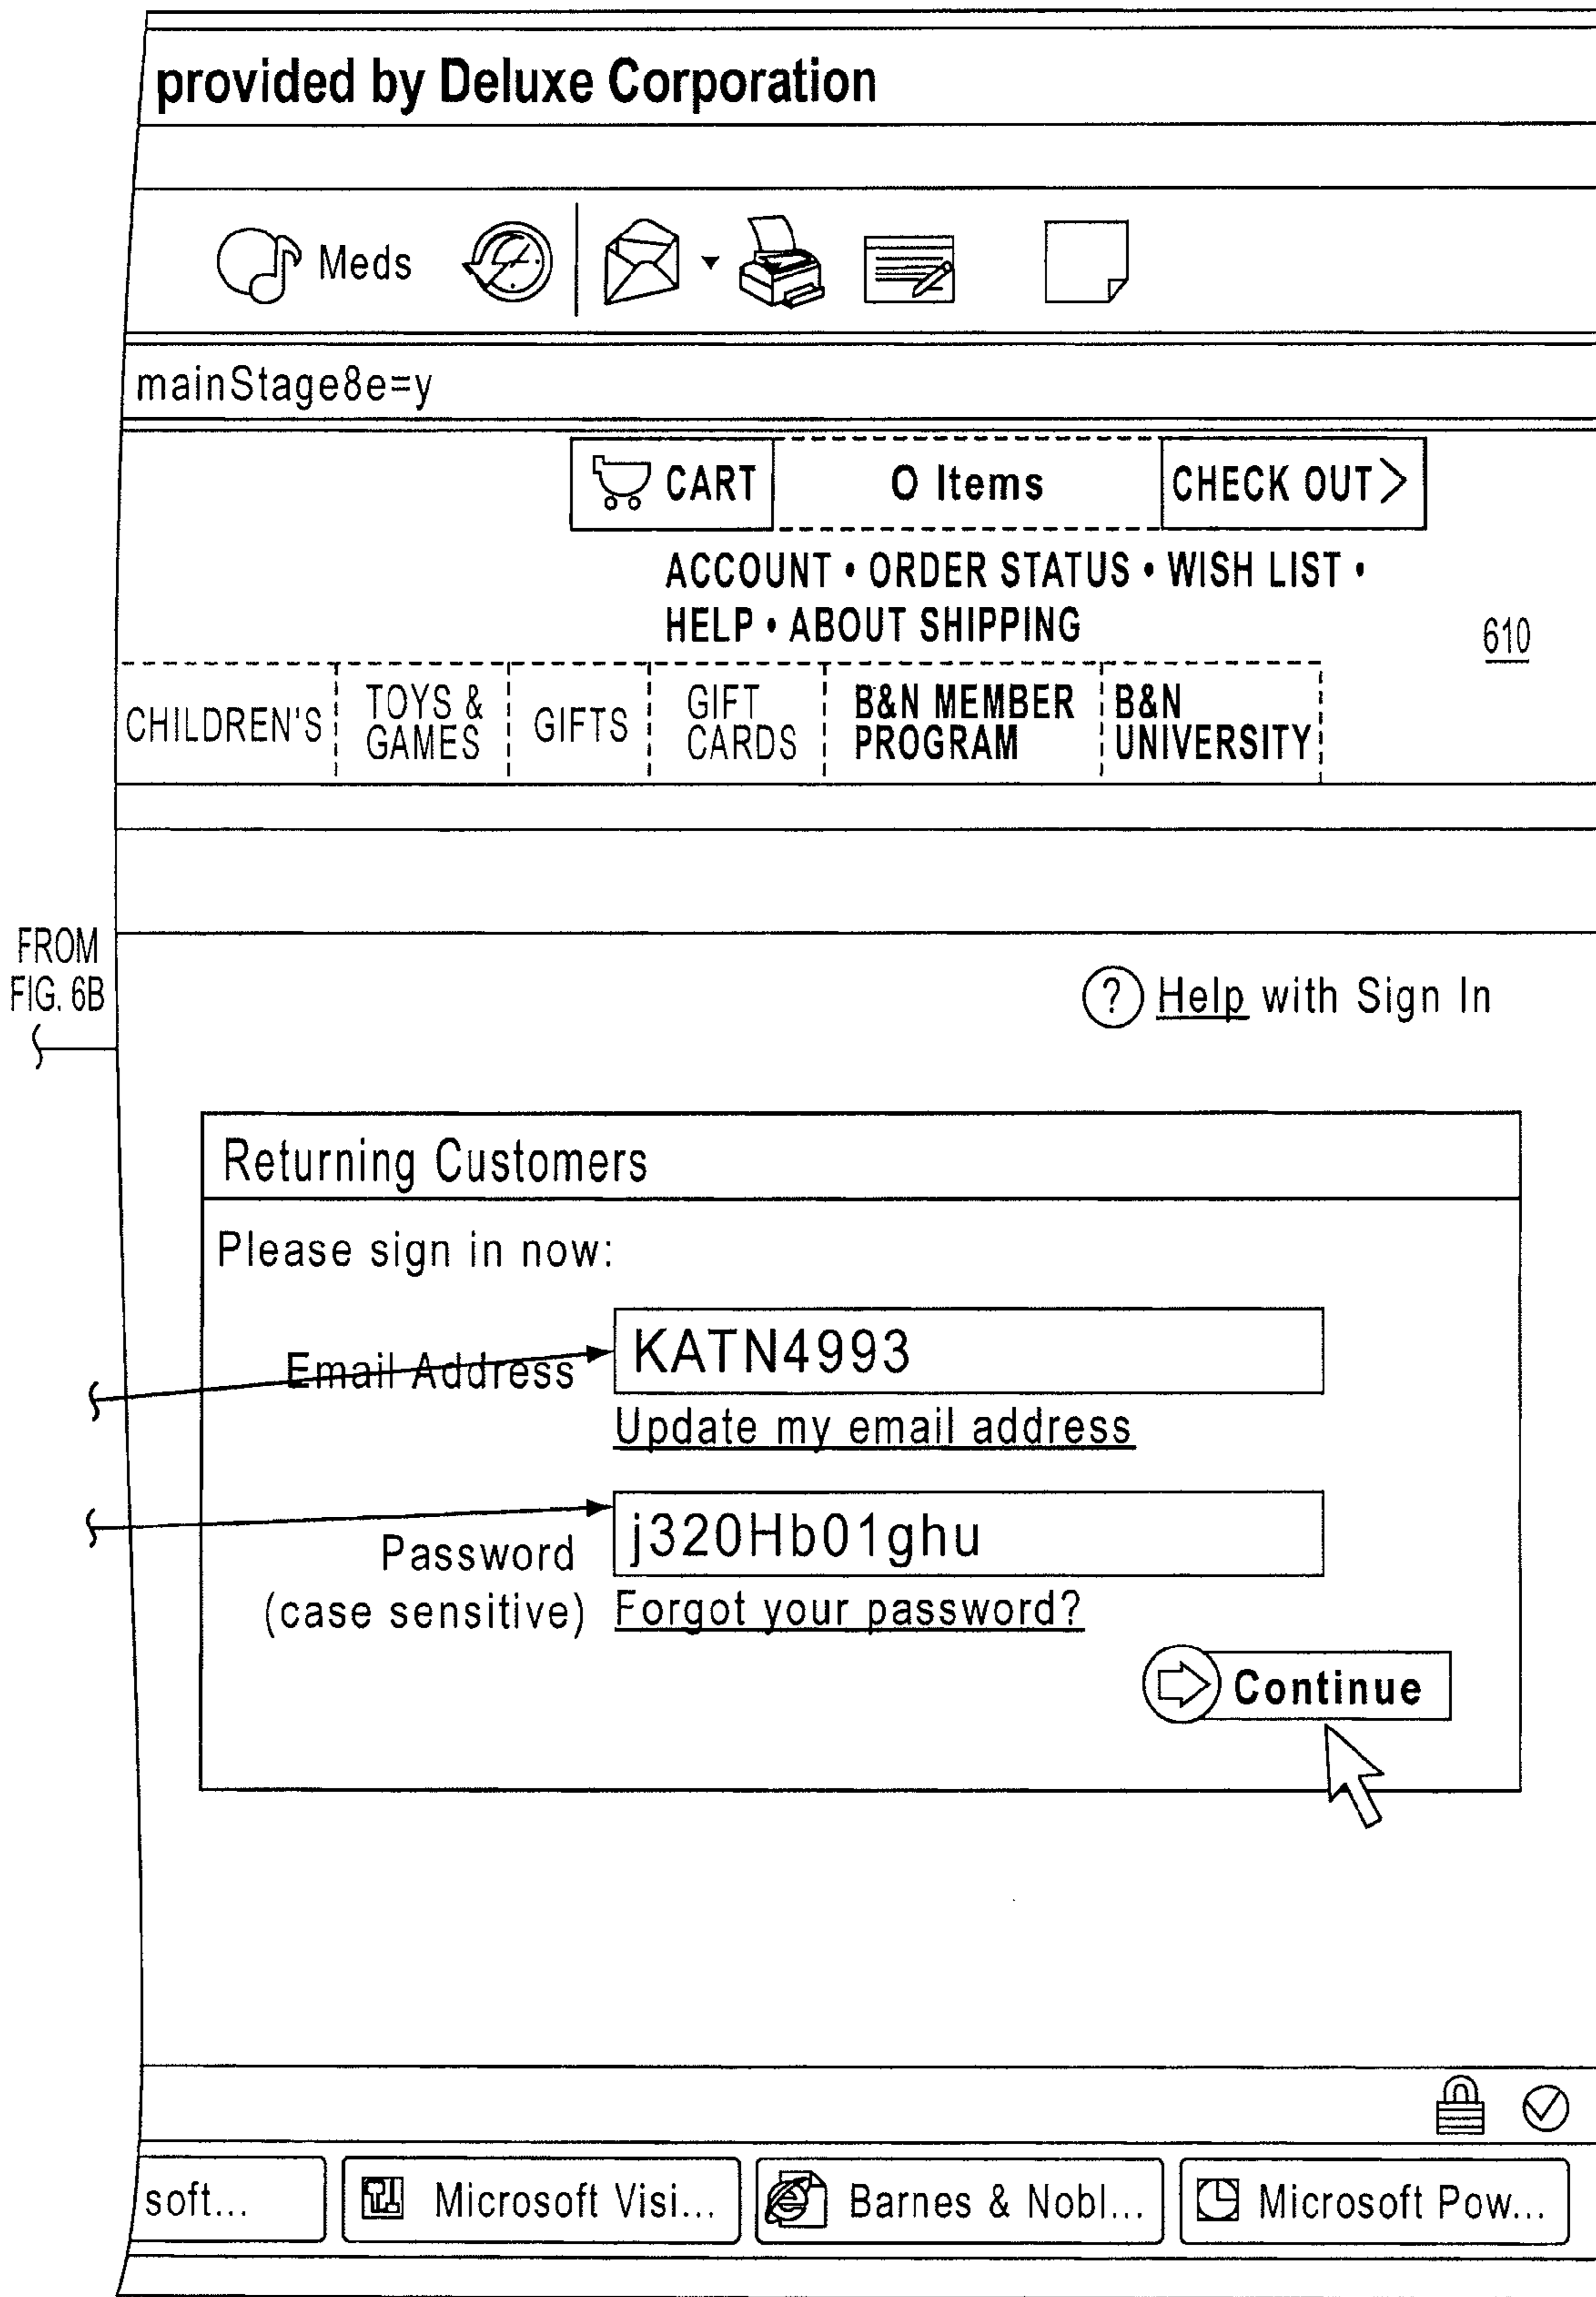 provided by Deluxe Corporation
Meds
mainStage8e=y
CART
0 Items
CHECK OUT
ACCOUNT • ORDER STATUS • WISH LIST •
HELP • ABOUT SHIPPING
610
CHILDREN'S
TOYS &
GAMES
GIFTS
GIFT
CARDS
B&N MEMBER
PROGRAM
B&N
UNIVERSITY
FROM
FIG. 6B
? Help with Sign In
Returning Customers
Please sign in now:
Email Address
KATN4993
Update my email address
Password
(case sensitive)
j320Hb01ghu
Forgot your password?
Continue
soft...
Microsoft Visi...
Barnes & Nobl...
Microsoft Pow...